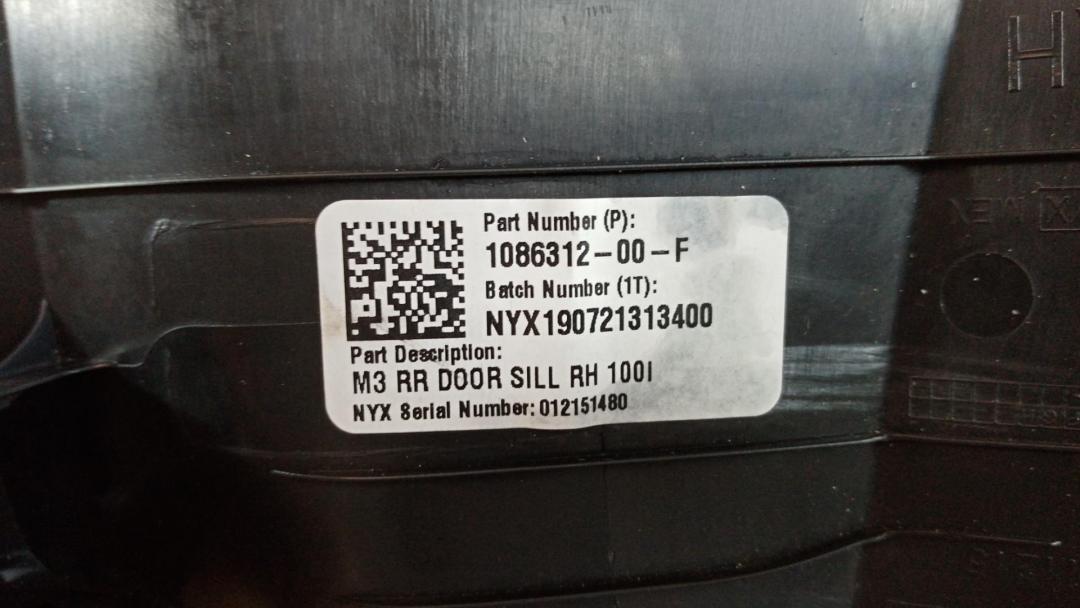 H
Part Number (P):
1086312-00-F
Batch Number (1T):
NYX190721313400
Part Description:
M3 RR DOOR SILL RH 100I
NYX Serial Number: 012151480